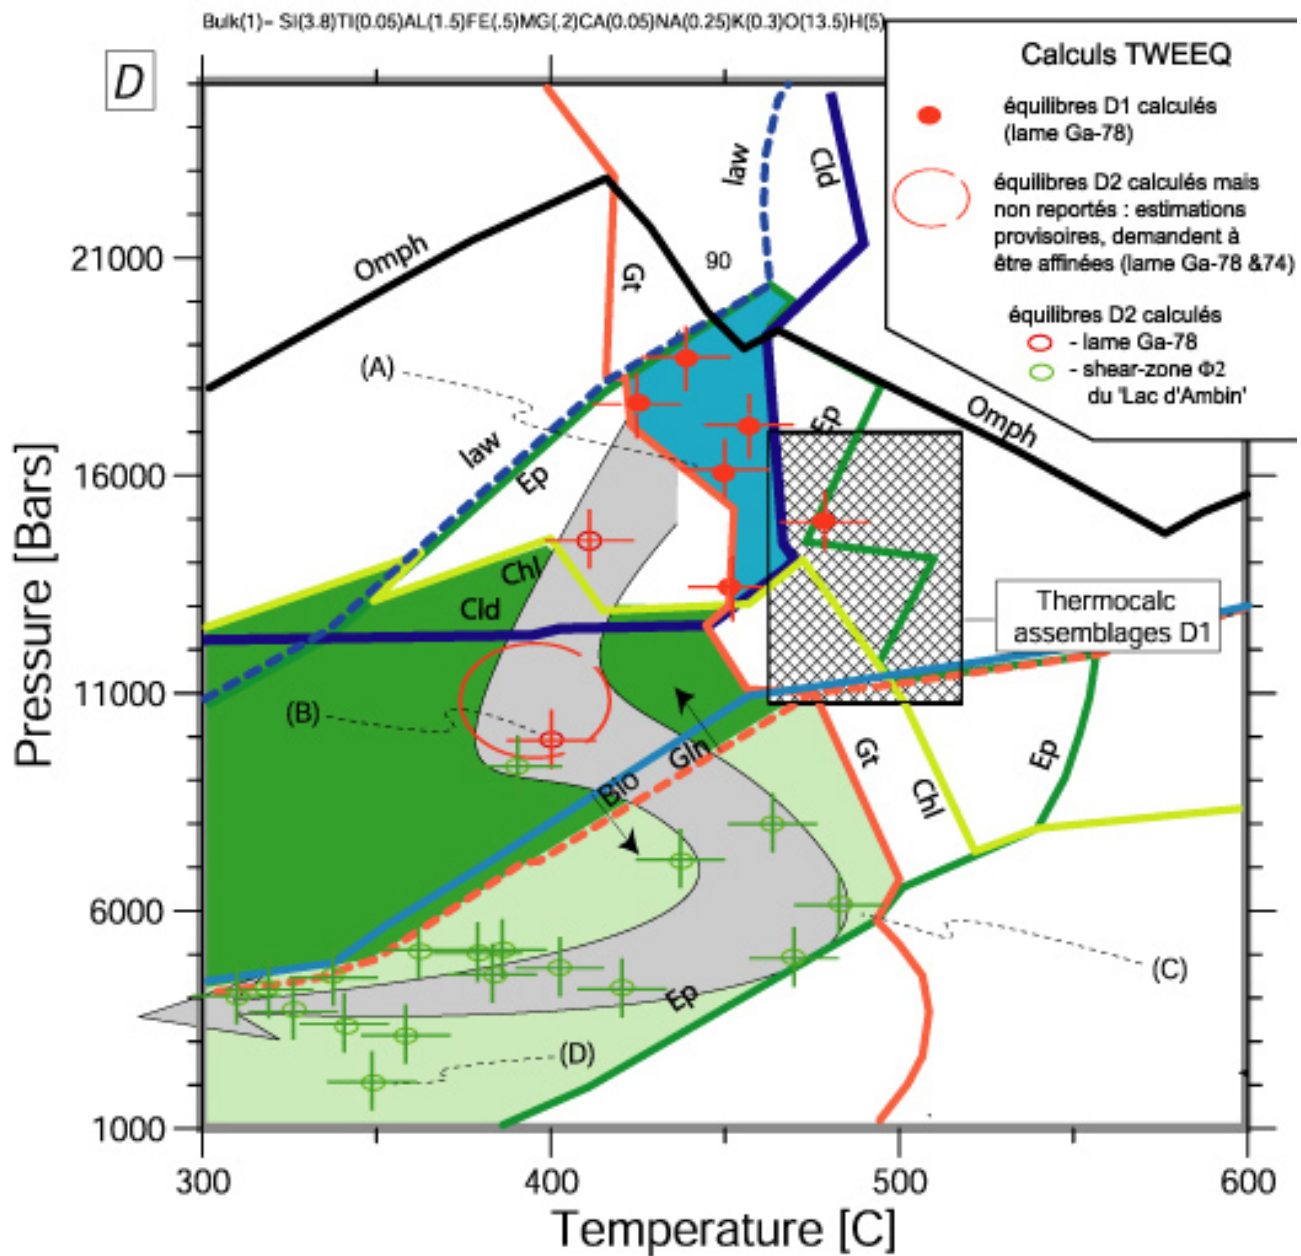 Bulk(1)= SI(3.8)TI(0.05)AL(1.5)FE(.5)MG(.2)CA(0.05)NA(0.25)K(0.3)O(13.5)H(5)
D
Calculs TWEEQ
équilibres D1 calculés
(lame Ga-78)
équilibres D2 calculés mais
non reportés : estimations
provisoires, demandent à
être affinées (lame Ga-78 &74)
équilibres D2 calculés
- lame Ga-78
- shear-zone Φ2
du 'Lac d'Ambin'
law
Cld
Omph
Gt
90
21000
(A)
Ep
Omph
law
Ep
16000
Chl
Cld
Thermocalc
assemblages D1
11000
(B)
Gln
Bio
Gt
Chl
Ep
6000
(C)
Ep
(D)
1000
300
400
500
600
Pressure [Bars]
Temperature [C]